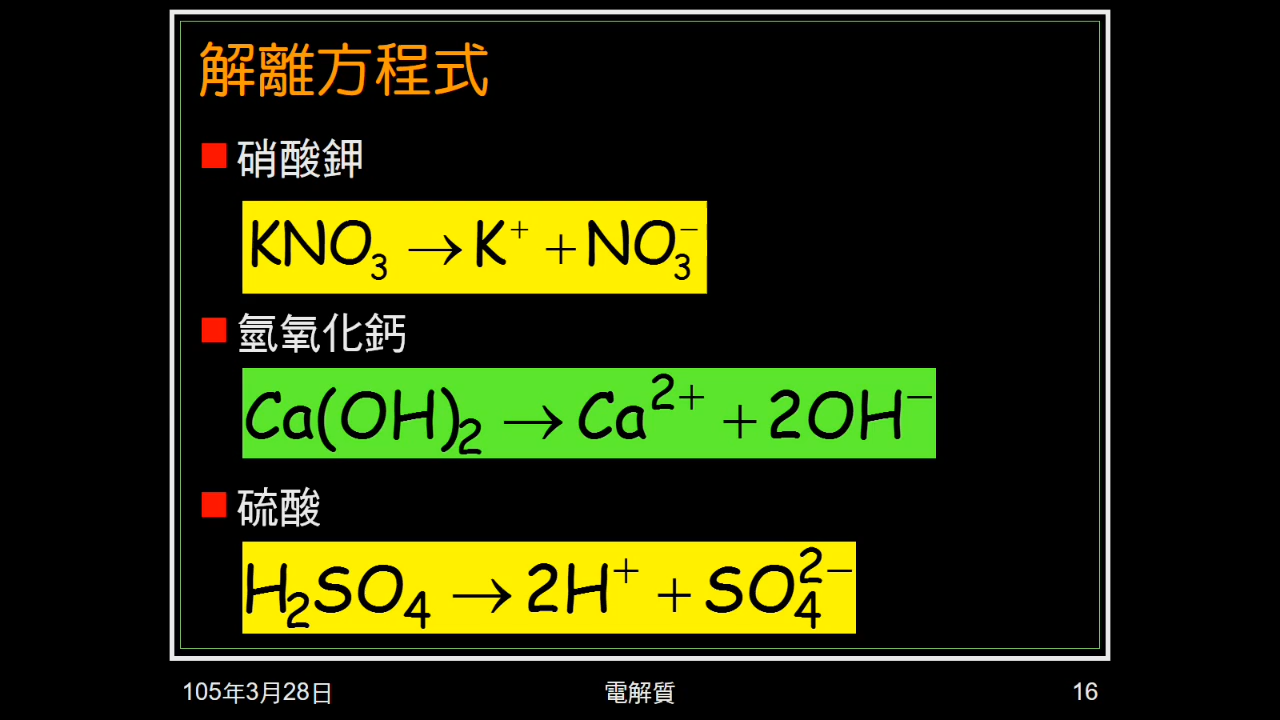 解離方程式
硝酸鉀
KNO₃ → K⁺ + NO₃⁻
氫氧化鈣
Ca(OH)₂ → Ca²⁺ + 2OH⁻
硫酸
H₂SO₄ → 2H⁺ + SO₄²⁻
105年3月28日 電解質 16